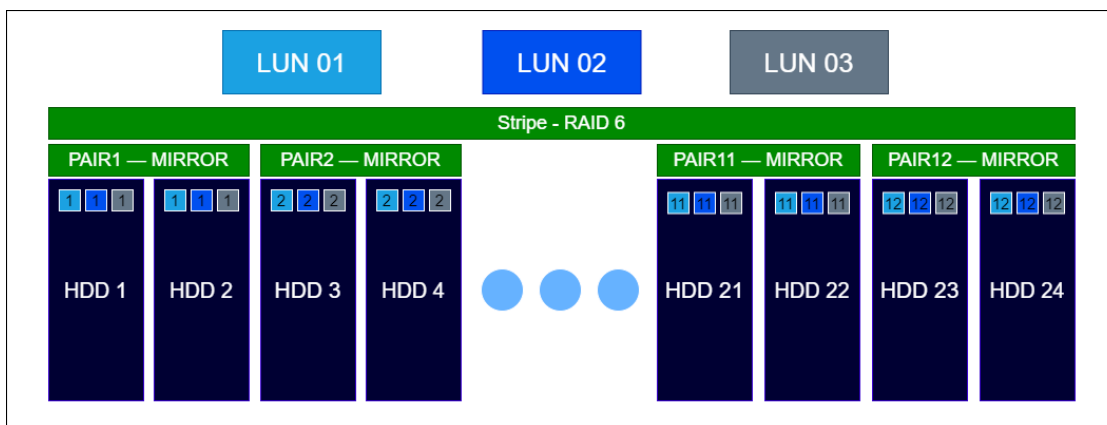 LUN 01 LUN 02 LUN 03
Stripe - RAID 6
PAIR1 — MIRROR PAIR2 — MIRROR PAIR11 — MIRROR PAIR12 — MIRROR
1 1 1 1 1 1 2 2 2 2 2 2 11 11 11 11 11 11 12 12 12 12 12 12
HDD 1 HDD 2 HDD 3 HDD 4 HDD 21 HDD 22 HDD 23 HDD 24